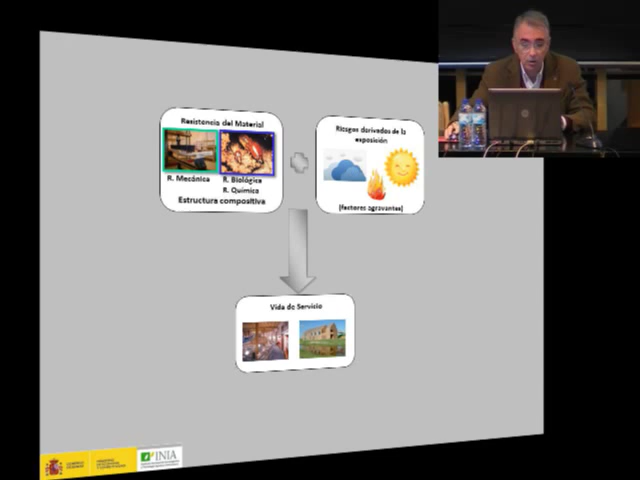 Resistencia del Material
R. Mecánica
R. Biológica
R. Química
Estructura compositiva
Riesgos derivados de la
exposición
(factores agravantes)
Vida de Servicio
INIA